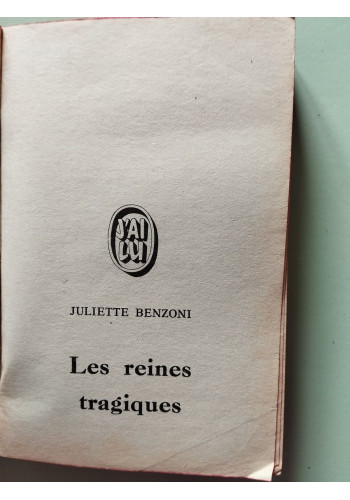 J'AI
LU
JULIETTE BENZONI
Les reines
tragiques